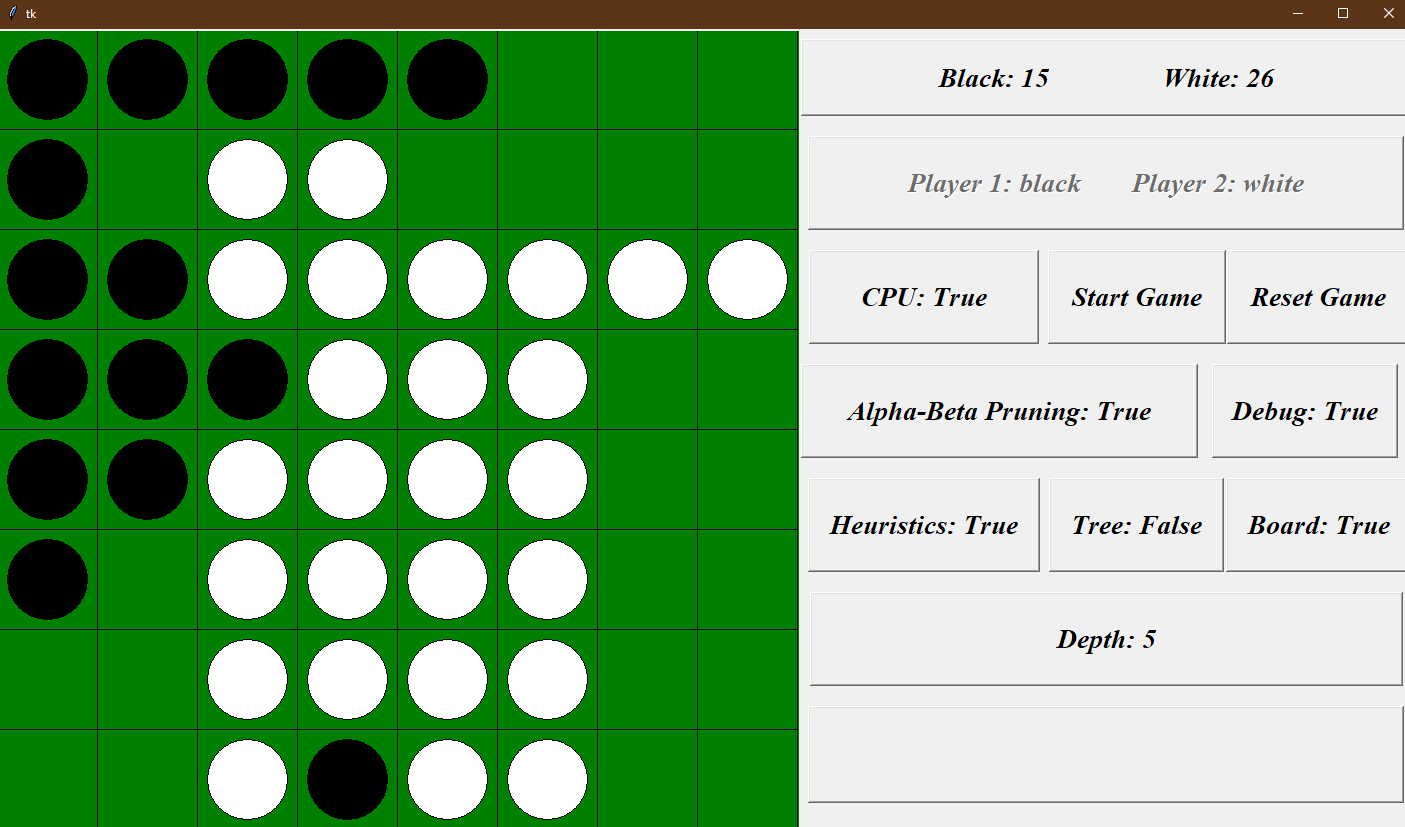 tk
Black: 15 White: 26
Player 1: black Player 2: white
CPU: True Start Game Reset Game
Alpha-Beta Pruning: True Debug: True
Heuristics: True Tree: False Board: True
Depth: 5